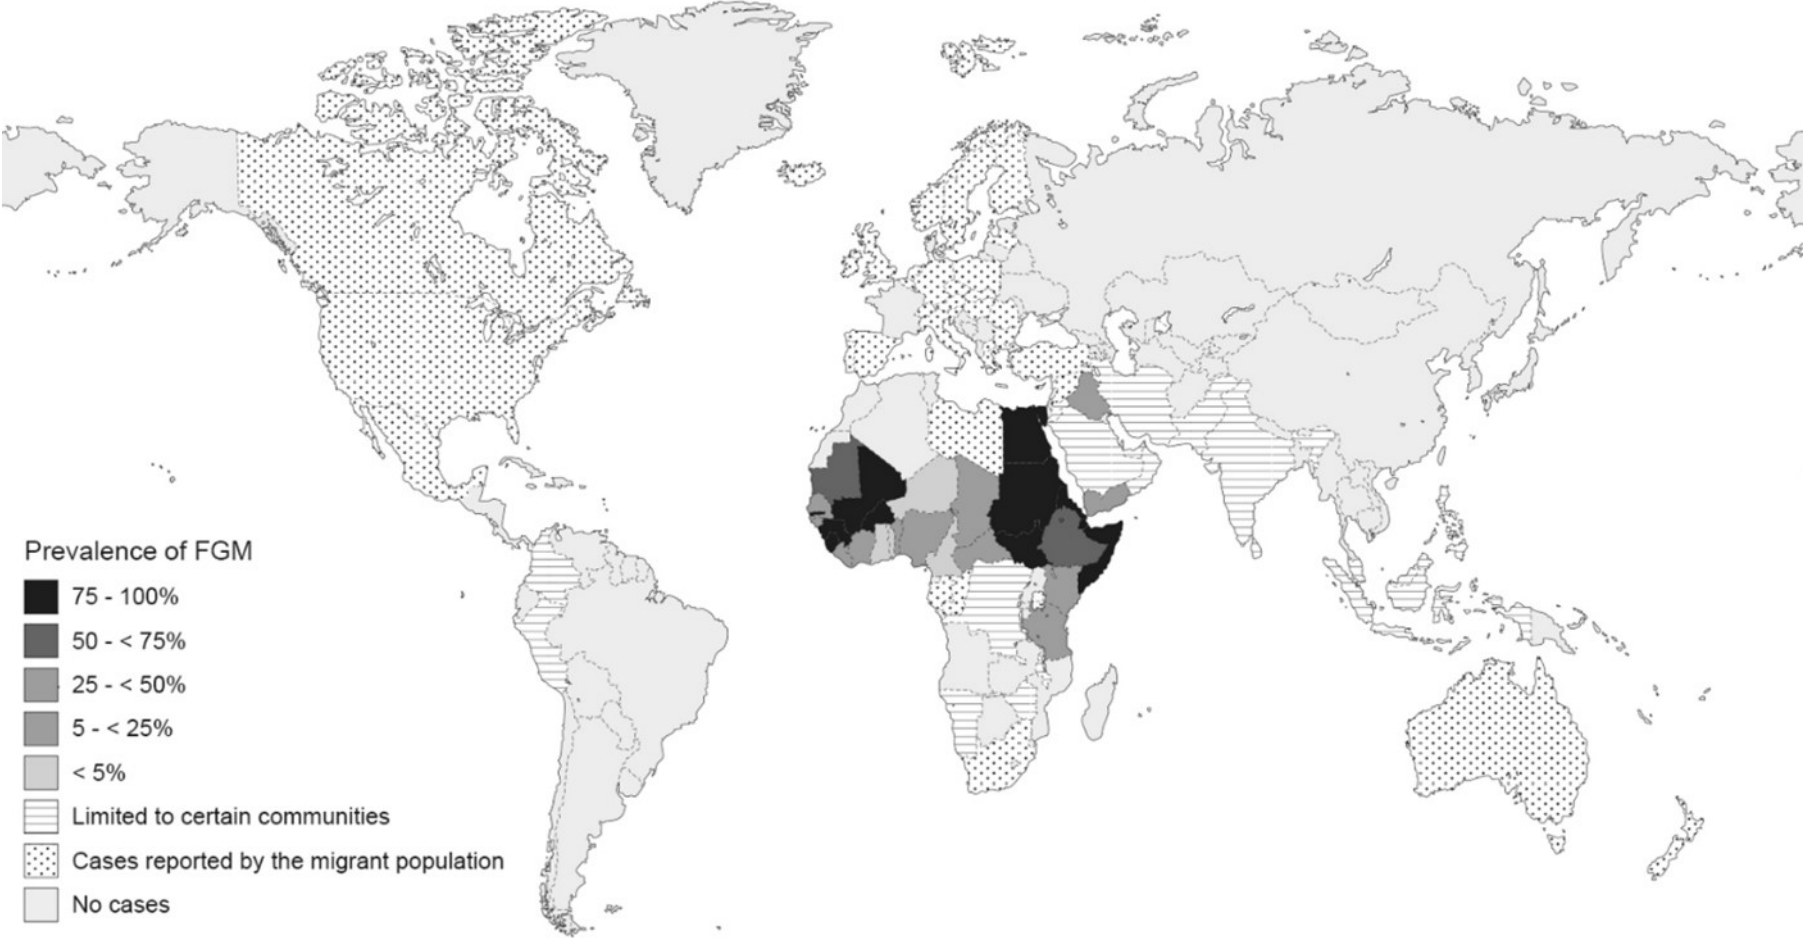 Prevalence of FGM
75 - 100%
50 - < 75%
25 - < 50%
5 - < 25%
< 5%
Limited to certain communities
Cases reported by the migrant population
No cases